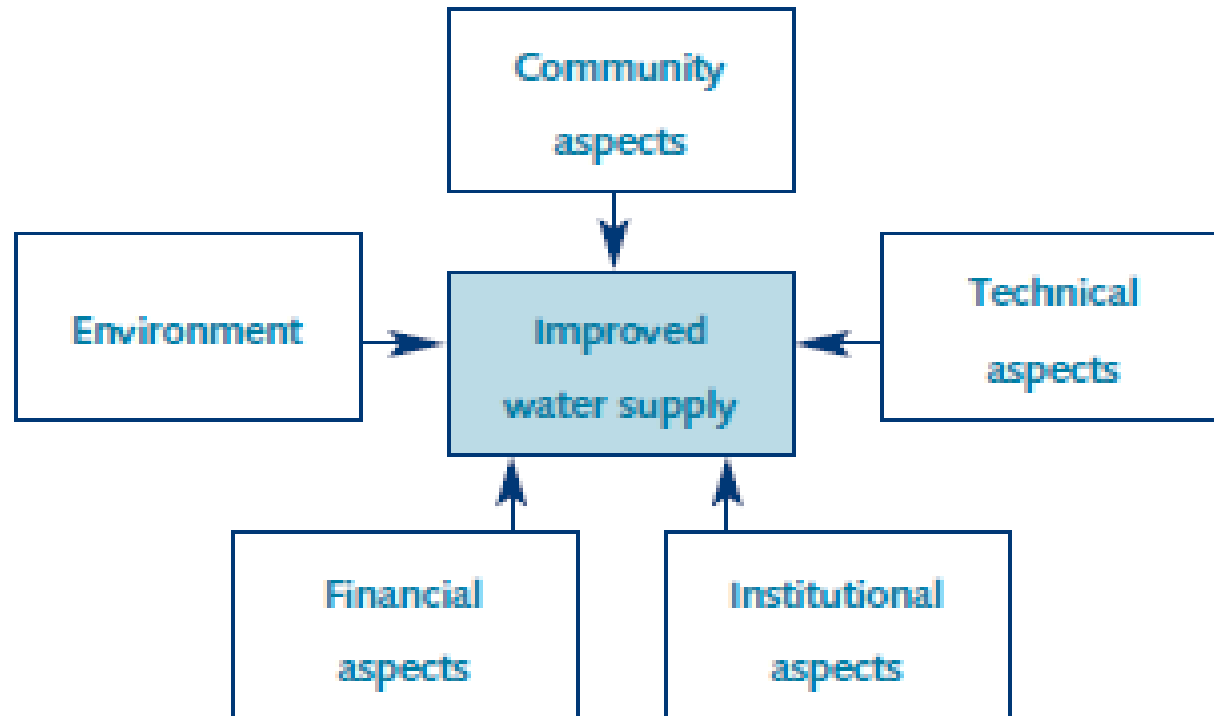 Community
aspects
Environment
Improved
water supply
Technical
aspects
Financial
aspects
Institutional
aspects